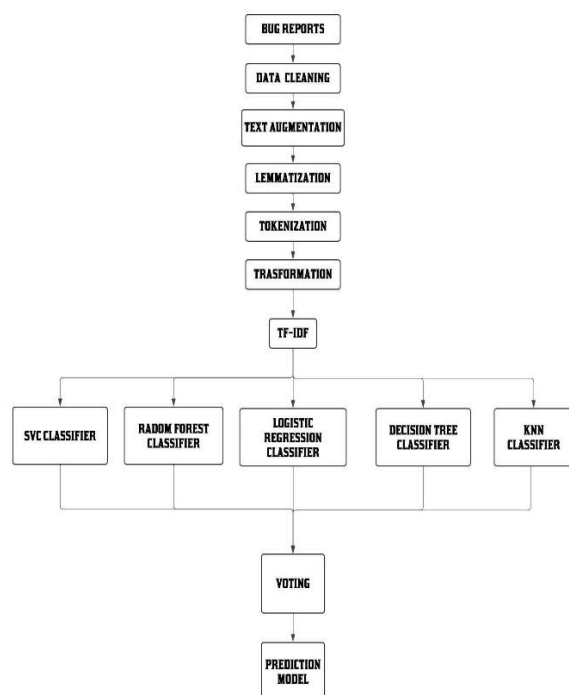 BUG REPORTS
DATA CLEANING
TEXT AUGMENTATION
LEMMATIZATION
TOKENIZATION
TRASFORMATION
TF-IDF
SVC CLASSIFIER
RADOM FOREST
CLASSIFIER
LOGISTIC
REGRESSION
CLASSIFIER
DECISION TREE
CLASSIFIER
KNN
CLASSIFIER
VOTING
PREDICTION
MODEL